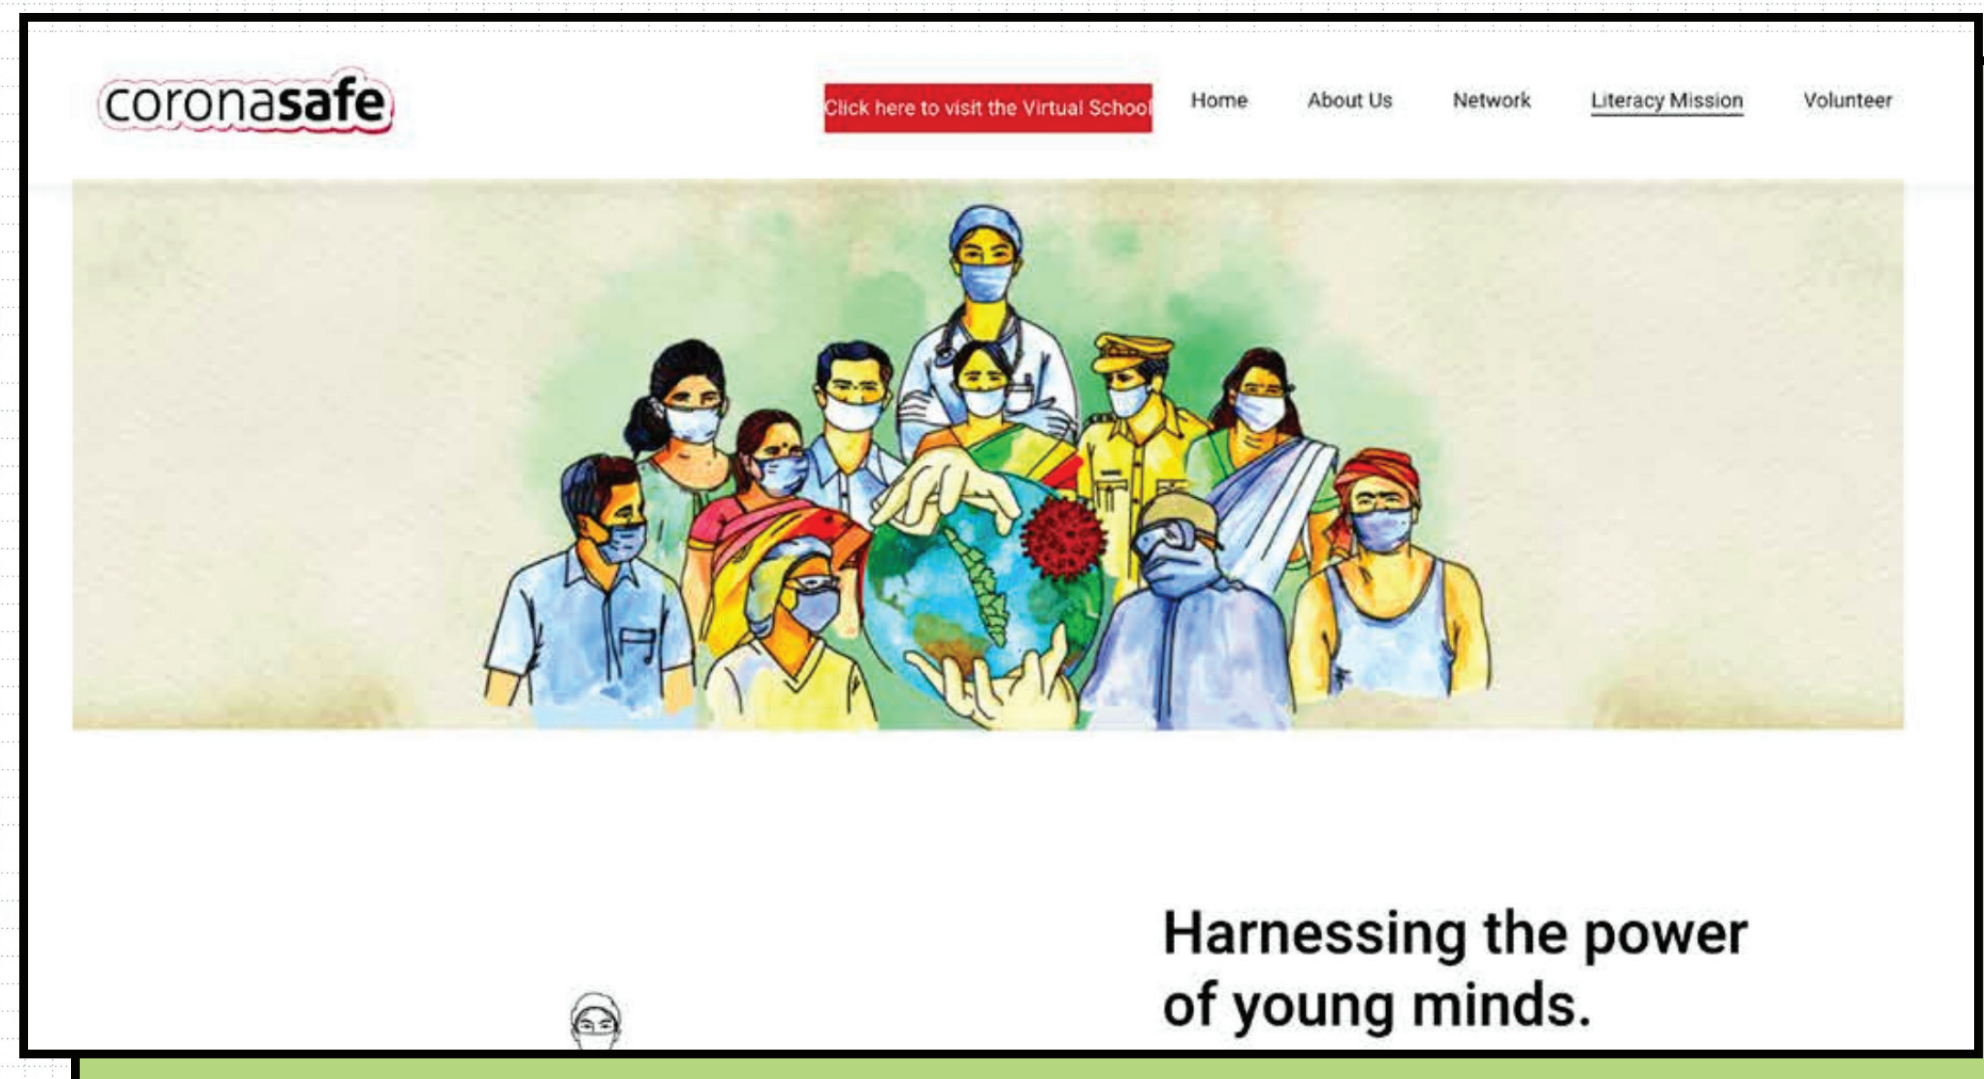 coronasafe
Click here to visit the Virtual School
Home
About Us
Network
Literacy Mission
Volunteer
Harnessing the power
of young minds.